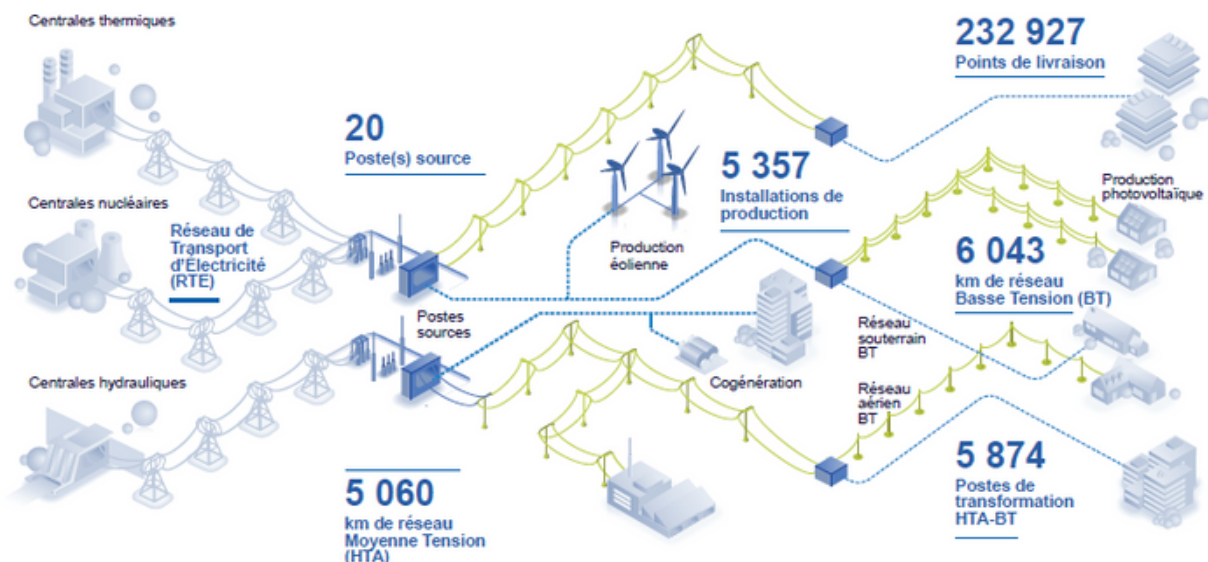 Centrales thermiques
232 927
Points de livraison
20
Poste(s) source
5 357
Installations de
production
Production
photovoltaïque
Centrales nucléaires
Réseau de
Transport
d'Électricité
(RTE)
Production
éolienne
6 043
km de réseau
Basse Tension (BT)
Postes
sources
Réseau
souterrain
BT
Centrales hydrauliques
Cogénération
Réseau
aérien
BT
5 060
km de réseau
Moyenne Tension
(HTA)
5 874
Postes de
transformation
HTA-BT